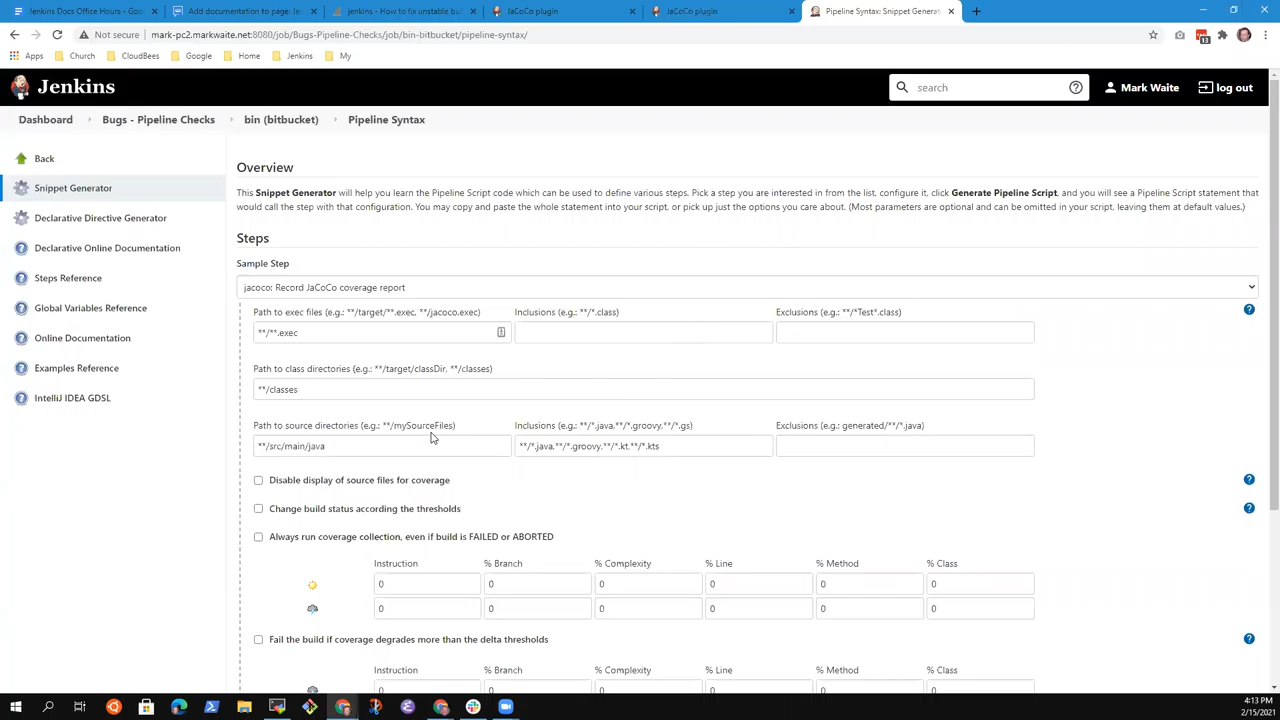 Jenkins Docs Office Hours - Goo
Add documentation to page: Je
jenkins - How to fix unstable bu
JaCoCo plugin
JaCoCo plugin
Pipeline Syntax: Snippet Generat
Not secure | mark-pc2.markwaite.net:8080/job/Bugs-Pipeline-Checks/job/bin-bitbucket/pipeline-syntax/
13
Apps Church CloudBees Google Home Jenkins My
Jenkins
search
Mark Waite
log out
Dashboard
Bugs - Pipeline Checks
bin (bitbucket)
Pipeline Syntax
Back
Snippet Generator
Declarative Directive Generator
Declarative Online Documentation
Steps Reference
Global Variables Reference
Online Documentation
Examples Reference
IntelliJ IDEA GDSL
Overview
This Snippet Generator will help you learn the Pipeline Script code which can be used to define various steps. Pick a step you are interested in from the list, configure it, click Generate Pipeline Script, and you will see a Pipeline Script statement that
would call the step with that configuration. You may copy and paste the whole statement into your script, or pick up just the options you care about. (Most parameters are optional and can be omitted in your script, leaving them at default values.)
Steps
Sample Step
jacoco: Record JaCoCo coverage report
Path to exec files (e.g.: **/target/**.exec, **/jacoco.exec)
Inclusions (e.g.: **/*.class)
Exclusions (e.g.: **/*Test*.class)
**/**.exec
Path to class directories (e.g.: **/target/classDir, **/classes)
**/classes
Path to source directories (e.g.: **/mySourceFiles)
Inclusions (e.g.: **/*.java,**/*.groovy,**/*.gs)
Exclusions (e.g.: generated/**/*.java)
**/src/main/java
**/*.java,**/*.groovy,**/*.kt,**/*.kts
Disable display of source files for coverage
Change build status according the thresholds
Always run coverage collection, even if build is FAILED or ABORTED
Instruction % Branch % Complexity % Line % Method % Class
0 0 0 0 0 0
0 0 0 0 0 0
Fail the build if coverage degrades more than the delta thresholds
Instruction % Branch % Complexity % Line % Method % Class
0 0 0 0 0 0
4:13 PM
2/15/2021